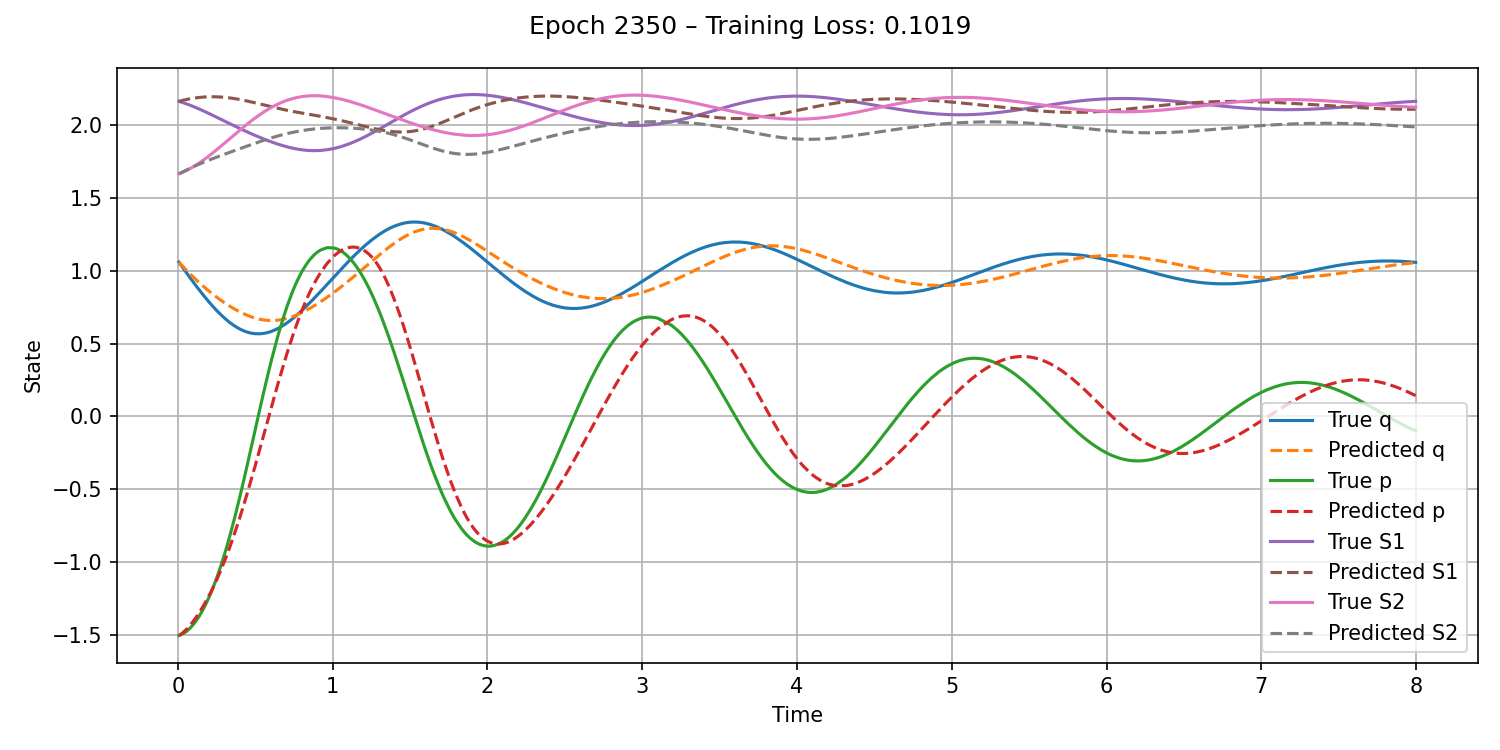 Epoch 2350 – Training Loss: 0.1019
State
2.0
1.5
1.0
0.5
0.0
−0.5
−1.0
−1.5
True q
Predicted q
True p
Predicted p
True S1
Predicted S1
True S2
Predicted S2
0 1 2 3 4 5 6 7 8
Time